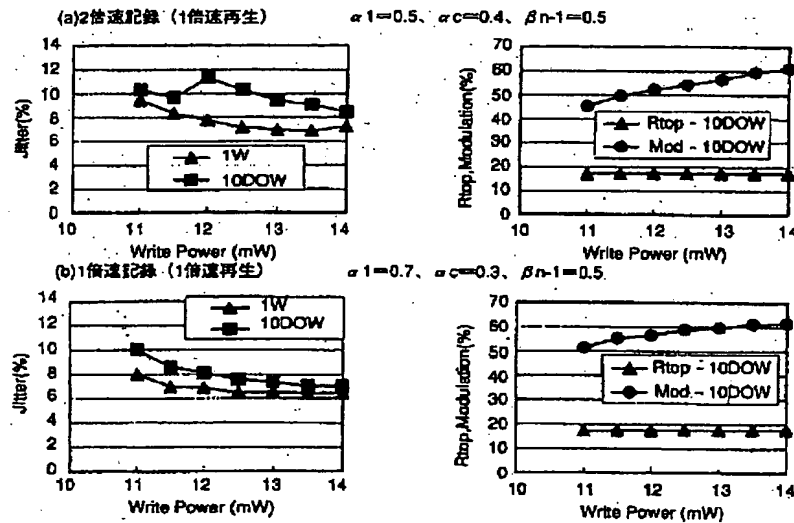 (a)2倍速記録（1倍速再生） α1＝0.5、αc＝0.4、βn-1＝0.5
14
12
10
8
6
4
2
0
Jitter(%)
1W
10DOW
10 11 12 13 14
Write Power (mW)
70
60
50
40
30
20
10
0
Rtop,Modulation(%)
Rtop - 10DOW
Mod - 10DOW
10 11 12 13 14
Write Power (mW)
(b)1倍速記録（1倍速再生） α1＝0.7、αc＝0.3、βn-1＝0.5
14
12
10
8
6
4
2
0
Jitter(%)
1W
10DOW
10 11 12 13 14
Write Power (mW)
70
60
50
40
30
20
10
0
Rtop,Modulation(%)
Rtop - 10DOW
Mod - 10DOW
10 11 12 13 14
Write Power (mW)